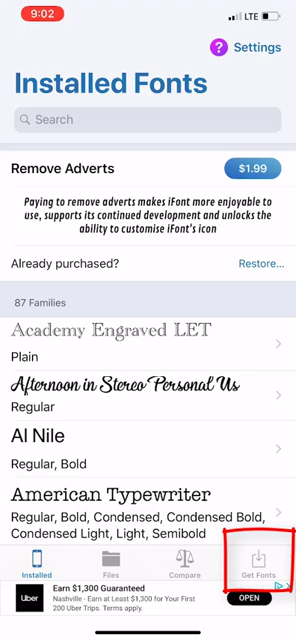 9:02
LTE
? Settings
Installed Fonts
Search
Remove Adverts
$1.99
Paying to remove adverts makes iFont more enjoyable to
use, supports its continued development and unlocks the
ability to customise iFont's icon
Already purchased?
Restore...
87 Families
Academy Engraved LET
Plain
Afternoon in Stereo Personal Us
Regular
Al Nile
Regular, Bold
American Typewriter
Regular, Bold, Condensed, Condensed Bold,
Condensed Light, Light, Semibold
Installed
Files
Compare
Get Fonts
Uber
Earn $1,300 Guaranteed
Nashville - Earn at Least $1,300 for Your First
200 Uber Trips. Terms apply.
OPEN